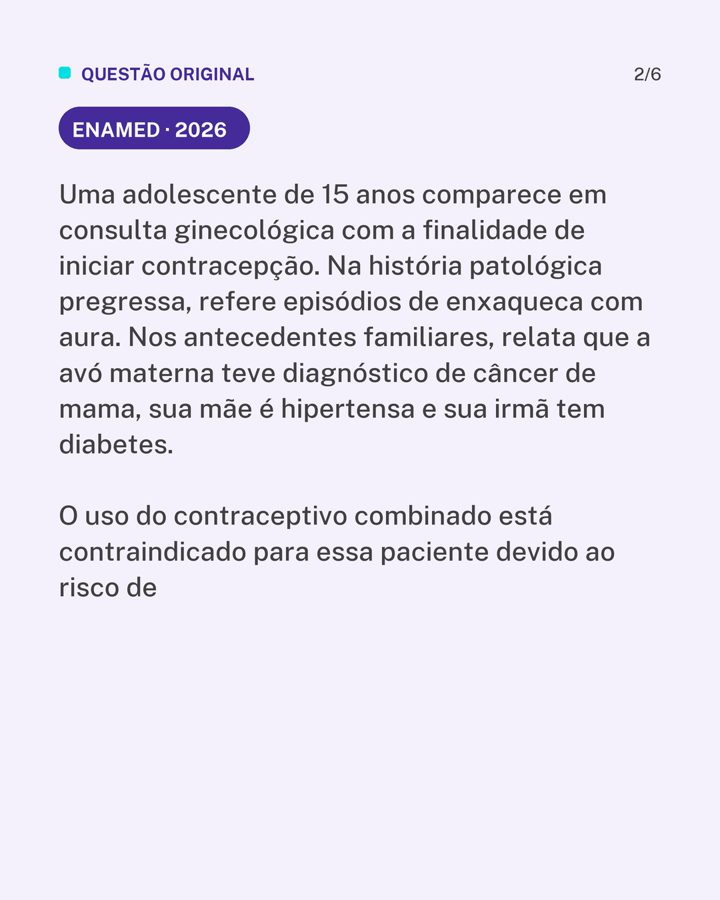 QUESTÃO ORIGINAL
2/6
ENAMED · 2026
Uma adolescente de 15 anos comparece em
consulta ginecológica com a finalidade de
iniciar contracepção. Na história patológica
pregressa, refere episódios de enxaqueca com
aura. Nos antecedentes familiares, relata que a
avó materna teve diagnóstico de câncer de
mama, sua mãe é hipertensa e sua irmã tem
diabetes.
O uso do contraceptivo combinado está
contraindicado para essa paciente devido ao
risco de